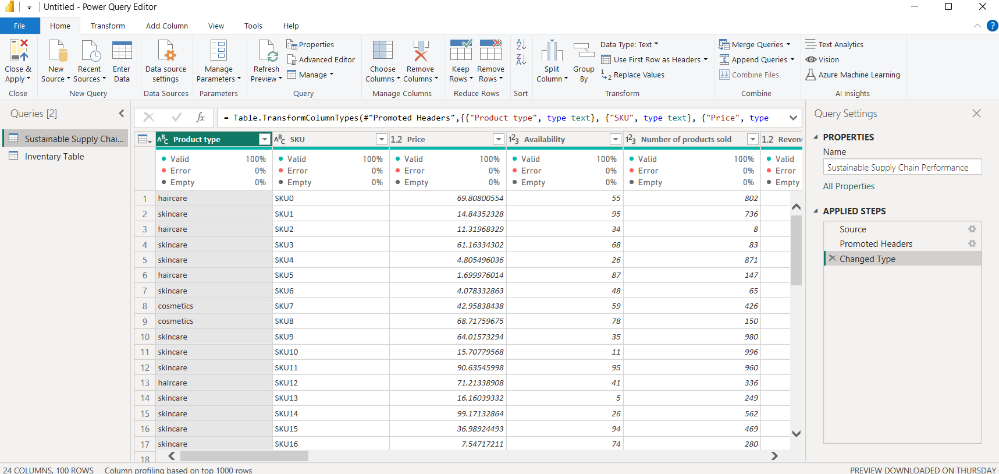 Untitled - Power Query Editor
File Home Transform Add Column View Tools Help
Close & Apply
New Source
Recent Sources
Enter Data
Data source settings
Manage Parameters
Refresh Preview
Properties
Advanced Editor
Manage
Choose Columns
Remove Columns
Keep Rows
Remove Rows
Split Column
Group By
Data Type: Text
Use First Row as Headers
Replace Values
Merge Queries
Append Queries
Combine Files
Text Analytics
Vision
Azure Machine Learning
Close New Query Data Sources Parameters Query Manage Columns Reduce Rows Sort Transform Combine AI Insights
Queries [2]
Sustainable Supply Chai...
Inventary Table
fx = Table.TransformColumnTypes(#"Promoted Headers",{{"Product type", type text}, {"SKU", type text}, {"Price", type
ABC Product type ABC SKU 1.2 Price 123 Availability 123 Number of products sold 1.2 Reven
Valid 100% Valid 100% Valid 100% Valid 100% Valid 100% Valid
Error 0% Error 0% Error 0% Error 0% Error 0% Error
Empty 0% Empty 0% Empty 0% Empty 0% Empty 0% Empty
1 haircare SKU0 69.80800554 55 802
2 skincare SKU1 14.84352328 95 736
3 haircare SKU2 11.31968329 34 8
4 skincare SKU3 61.16334302 68 83
5 skincare SKU4 4.805496036 26 871
6 haircare SKU5 1.699976014 87 147
7 skincare SKU6 4.078332863 48 65
8 cosmetics SKU7 42.95838438 59 426
9 cosmetics SKU8 68.71759675 78 150
10 skincare SKU9 64.01573294 35 980
11 skincare SKU10 15.70779568 11 996
12 skincare SKU11 90.63545998 95 960
13 haircare SKU12 71.21338908 41 336
14 skincare SKU13 16.16039332 5 249
15 skincare SKU14 99.17132864 26 562
16 skincare SKU15 36.98924493 94 469
17 skincare SKU16 7.54717211 74 280
18
Query Settings
PROPERTIES
Name
Sustainable Supply Chain Performance
All Properties
APPLIED STEPS
Source
Promoted Headers
Changed Type
24 COLUMNS, 100 ROWS Column profiling based on top 1000 rows PREVIEW DOWNLOADED ON THURSDAY